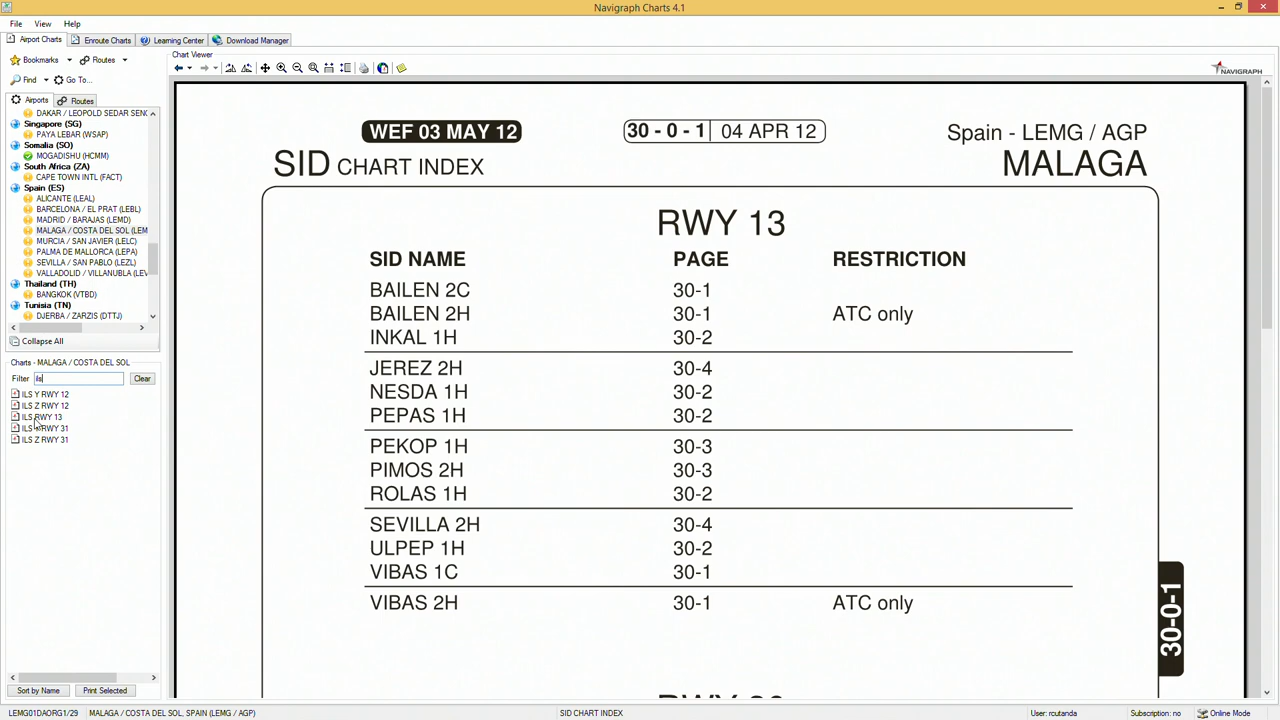 Navigraph Charts 4.1
File View Help
Airport Charts Enroute Charts Learning Center Download Manager
Bookmarks Routes
Find Go To...
Airports Routes
DAKAR / LEOPOLD SEDAR SEN
Singapore (SG)
PAYA LEBAR (WSAP)
Somalia (SO)
MOGADISHU (HCMM)
South Africa (ZA)
CAPE TOWN INTL (FACT)
Spain (ES)
ALICANTE (LEAL)
BARCELONA / EL PRAT (LEBL)
MADRID / BARAJAS (LEMD)
MALAGA / COSTA DEL SOL (LEM
MURCIA / SAN JAVIER (LELC)
PALMA DE MALLORCA (LEPA)
SEVILLA / SAN PABLO (LEZL)
VALLADOLID / VILLANUBLA (LEV
Thailand (TH)
BANGKOK (VTBD)
Tunisia (TN)
DJERBA / ZARZIS (DTTJ)
Collapse All
Charts - MALAGA / COSTA DEL SOL
Filter ils Clear
ILS Y RWY 12
ILS Z RWY 12
ILS RWY 13
ILS RWY 31
ILS Z RWY 31
Sort by Name Print Selected
Chart Viewer
NAVIGRAPH
WEF 03 MAY 12 30 - 0 - 1 04 APR 12 Spain - LEMG / AGP
SID CHART INDEX MALAGA
RWY 13
SID NAME PAGE RESTRICTION
BAILEN 2C 30-1
BAILEN 2H 30-1 ATC only
INKAL 1H 30-2
JEREZ 2H 30-4
NESDA 1H 30-2
PEPAS 1H 30-2
PEKOP 1H 30-3
PIMOS 2H 30-3
ROLAS 1H 30-2
SEVILLA 2H 30-4
ULPEP 1H 30-2
VIBAS 1C 30-1
VIBAS 2H 30-1 ATC only
30-0-1
LEMG01DAORG1/29 MALAGA / COSTA DEL SOL, SPAIN (LEMG / AGP) SID CHART INDEX User: rcutanda Subscription: no Online Mode